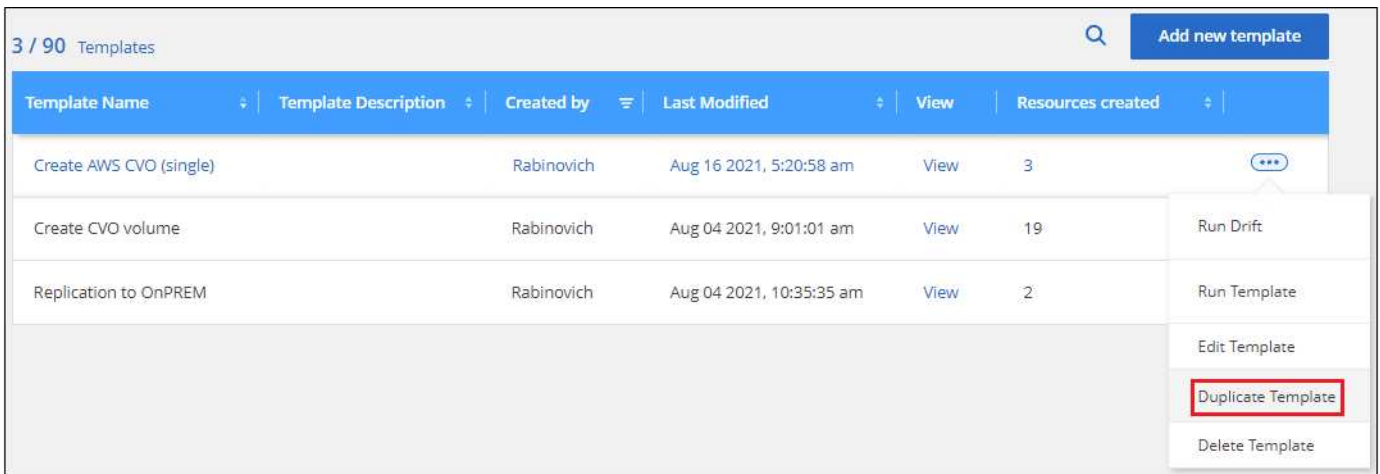 3 / 90 Templates
Add new template
Template Name Template Description Created by Last Modified View Resources created
Create AWS CVO (single) Rabinovich Aug 16 2021, 5:20:58 am View 3
Create CVO volume Rabinovich Aug 04 2021, 9:01:01 am View 19
Replication to OnPREM Rabinovich Aug 04 2021, 10:35:35 am View 2
Run Drift
Run Template
Edit Template
Duplicate Template
Delete Template